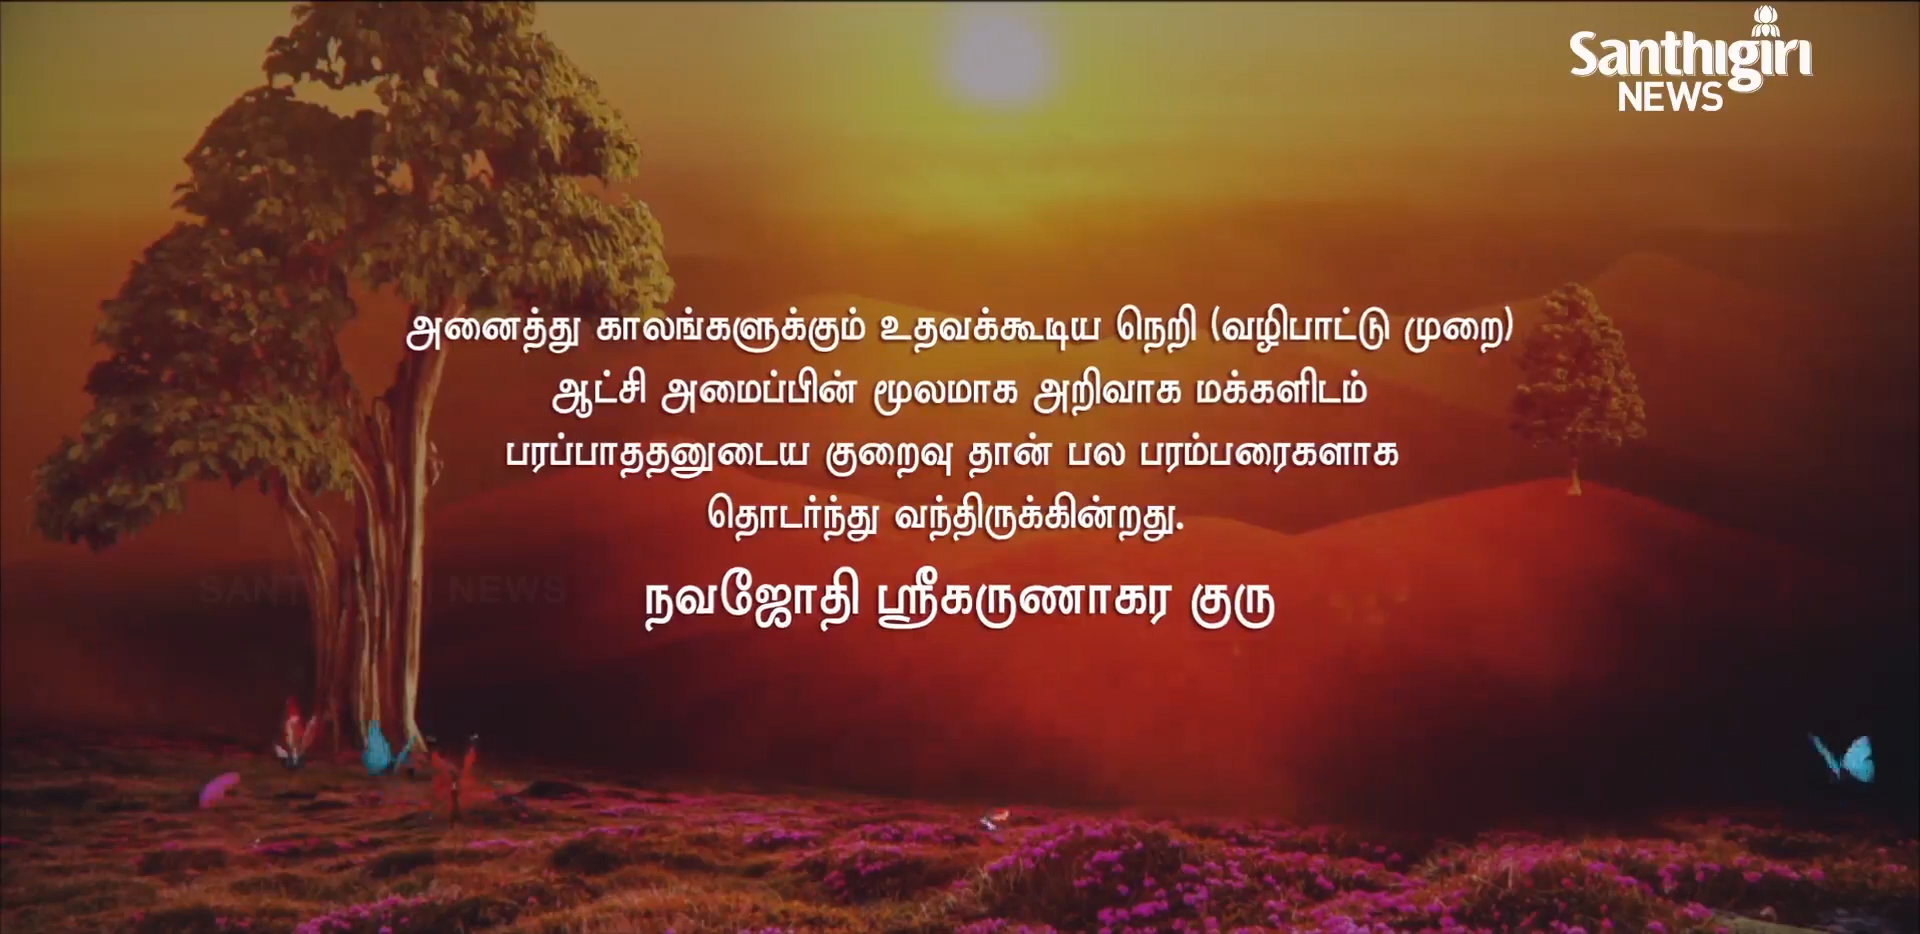 Santhigiri
NEWS
அனைத்து காலங்களுக்கும் உதவக்கூடிய நெறி (வழிபாட்டு முறை)
ஆட்சி அமைப்பின் மூலமாக அறிவாக மக்களிடம்
பரப்பாததனுடைய குறைவு தான் பல பரம்பரைகளாக
தொடர்ந்து வந்திருக்கின்றது.
நவஜோதி ஸ்ரீகருணாகர குரு